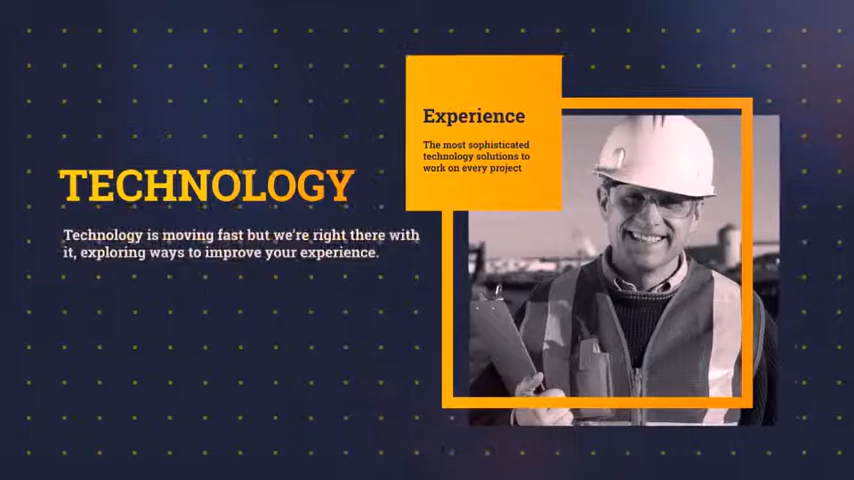 TECHNOLOGY
Technology is moving fast but we're right there with
it, exploring ways to improve your experience.
Experience
The most sophisticated
technology solutions to
work on every project